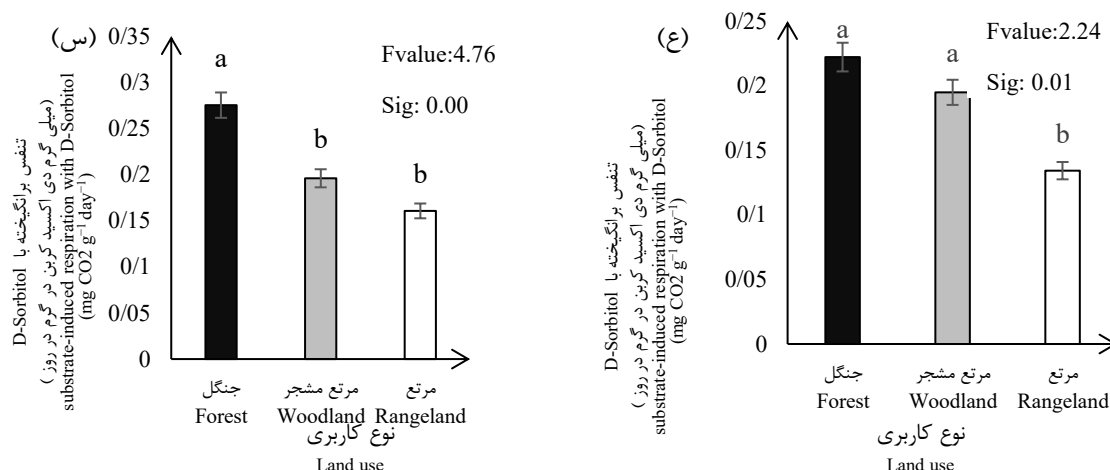 (س)
0/35
0/3
0/25
0/2
0/15
0/1
0/05
0
Fvalue:4.76
Sig: 0.00
a
b
b
تنفس برانگیخته با D-Sorbitol
(میلی گرم دی اکسید کربن در گرم در روز)
substrate-induced respiration with D-Sorbitol
(mg CO2 g⁻¹ day⁻¹)
جنگل
Forest
مرتع مشجر
Woodland
مرتع
Rangeland
نوع کاربری
Land use
(ع)
0/25
0/2
0/15
0/1
0/05
0
Fvalue:2.24
Sig: 0.01
a
a
b
تنفس برانگیخته با D-Sorbitol
(میلی گرم دی اکسید کربن در گرم در روز)
substrate-induced respiration with D-Sorbitol
(mg CO2 g⁻¹ day⁻¹)
جنگل
Forest
مرتع مشجر
Woodland
مرتع
Rangeland
نوع کاربری
Land use